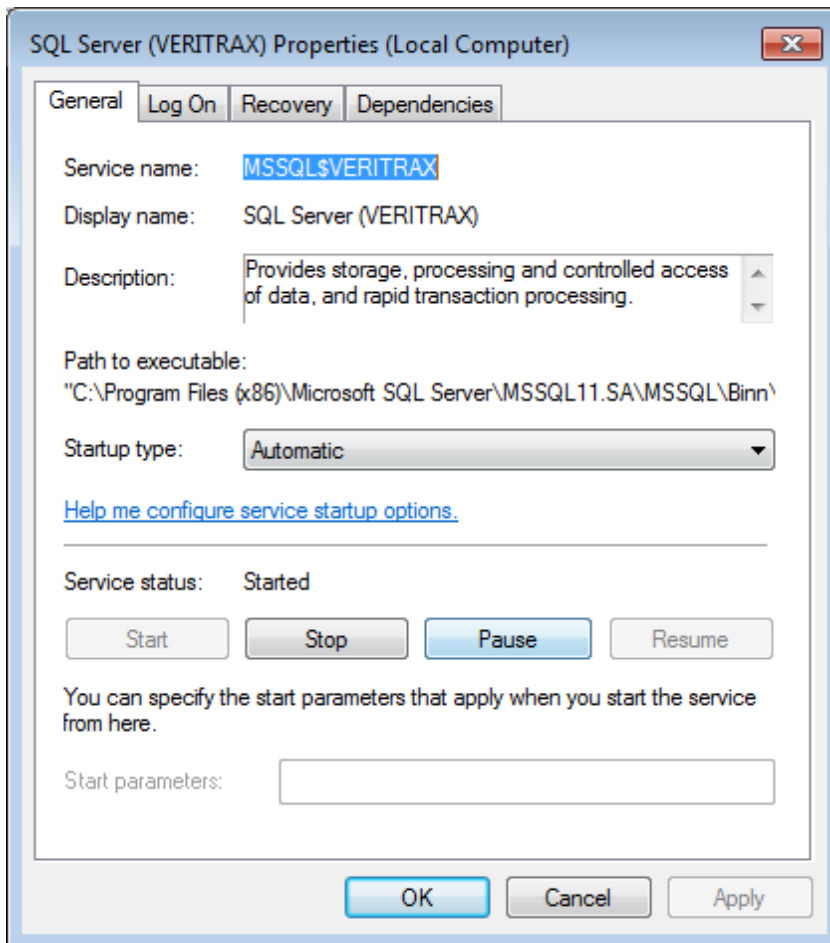 SQL Server (VERITRAX) Properties (Local Computer)
General Log On Recovery Dependencies
Service name: MSSQL$VERITRAX
Display name: SQL Server (VERITRAX)
Description: Provides storage, processing and controlled access
of data, and rapid transaction processing.
Path to executable:
"C:\Program Files (x86)\Microsoft SQL Server\MSSQL11.SA\MSSQL\Binn\
Startup type: Automatic
Help me configure service startup options.
Service status: Started
Start Stop Pause Resume
You can specify the start parameters that apply when you start the service
from here.
Start parameters:
OK Cancel Apply